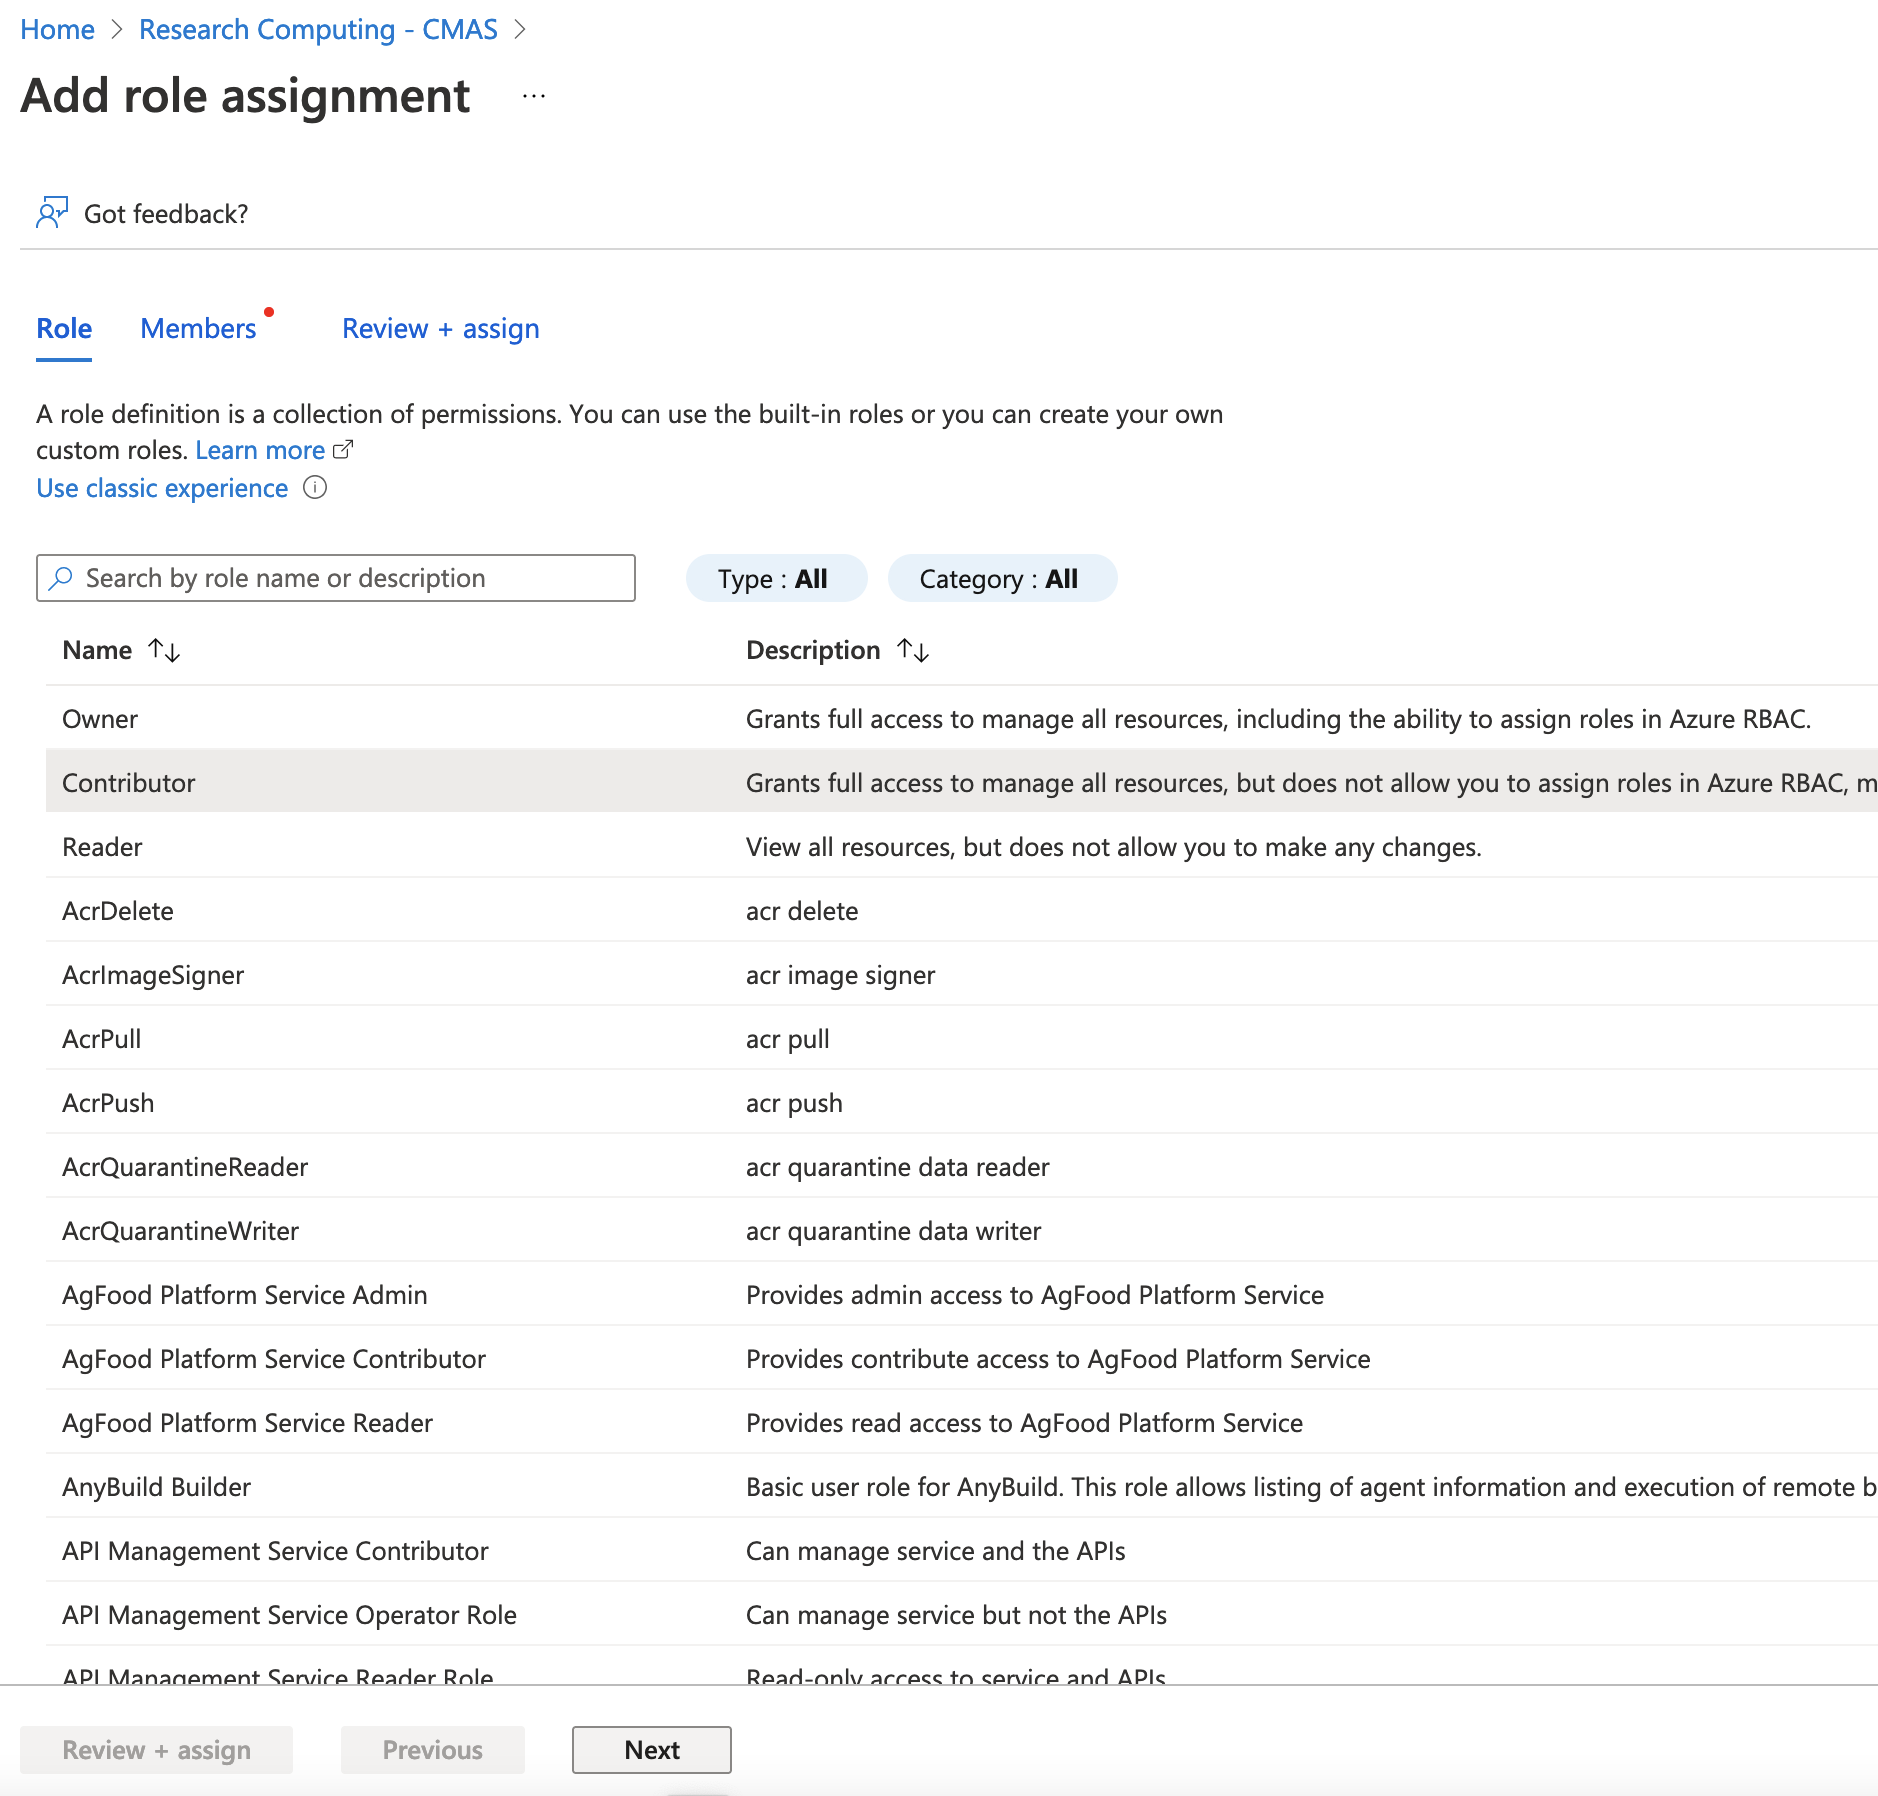 Home > Research Computing - CMAS >
Add role assignment ...
Got feedback?
Role Members Review + assign
A role definition is a collection of permissions. You can use the built-in roles or you can create your own
custom roles. Learn more
Use classic experience
Search by role name or description Type : All Category : All
Name ↑↓ Description ↑↓
Owner Grants full access to manage all resources, including the ability to assign roles in Azure RBAC.
Contributor Grants full access to manage all resources, but does not allow you to assign roles in Azure RBAC, m
Reader View all resources, but does not allow you to make any changes.
AcrDelete acr delete
AcrImageSigner acr image signer
AcrPull acr pull
AcrPush acr push
AcrQuarantineReader acr quarantine data reader
AcrQuarantineWriter acr quarantine data writer
AgFood Platform Service Admin Provides admin access to AgFood Platform Service
AgFood Platform Service Contributor Provides contribute access to AgFood Platform Service
AgFood Platform Service Reader Provides read access to AgFood Platform Service
AnyBuild Builder Basic user role for AnyBuild. This role allows listing of agent information and execution of remote b
API Management Service Contributor Can manage service and the APIs
API Management Service Operator Role Can manage service but not the APIs
API Management Service Reader Role Read-only access to service and APIs
Review + assign Previous Next